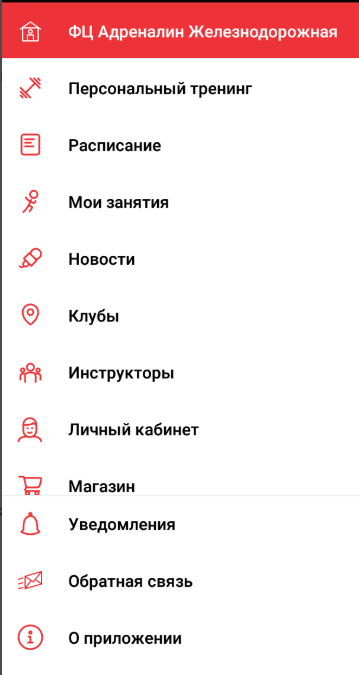 ФЦ Адреналин Железнодорожная
Персональный тренинг
Расписание
Мои занятия
Новости
Клубы
Инструкторы
Личный кабинет
Магазин
Уведомления
Обратная связь
О приложении